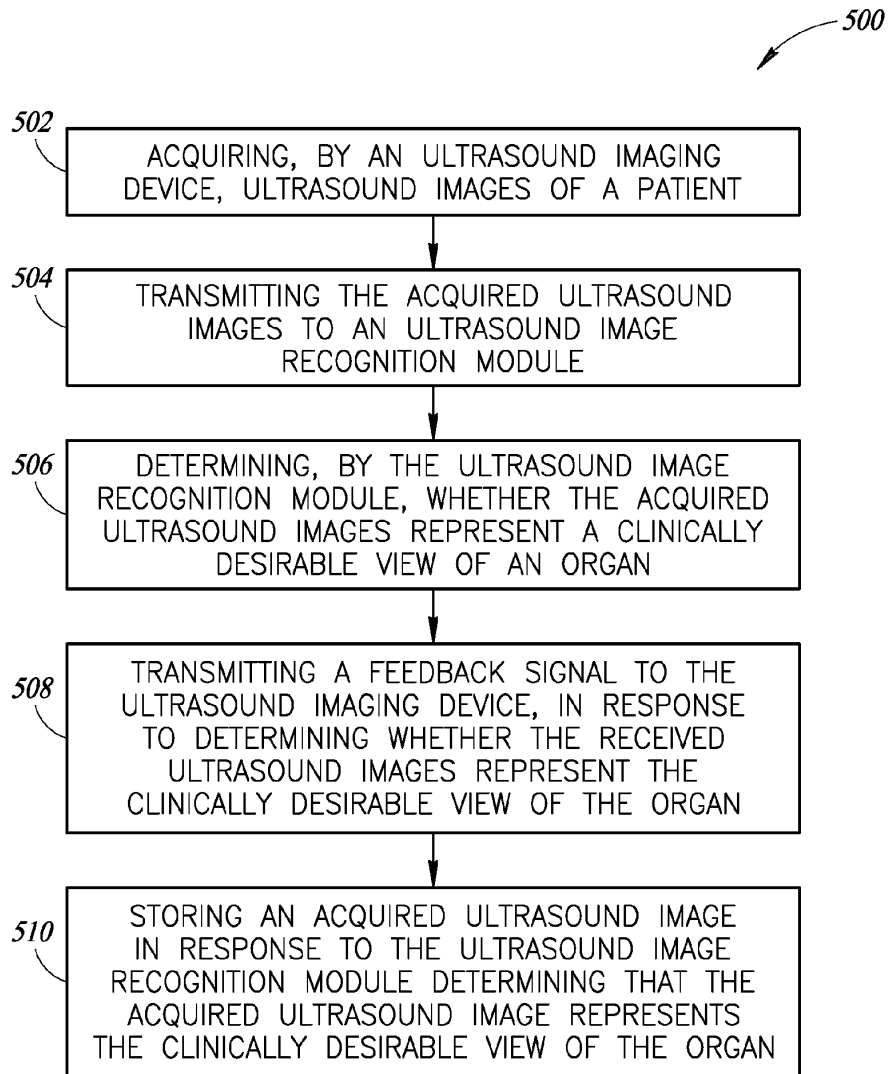 500
502
ACQUIRING, BY AN ULTRASOUND IMAGING
DEVICE, ULTRASOUND IMAGES OF A PATIENT
504
TRANSMITTING THE ACQUIRED ULTRASOUND
IMAGES TO AN ULTRASOUND IMAGE
RECOGNITION MODULE
506
DETERMINING, BY THE ULTRASOUND IMAGE
RECOGNITION MODULE, WHETHER THE ACQUIRED
ULTRASOUND IMAGES REPRESENT A CLINICALLY
DESIRABLE VIEW OF AN ORGAN
508
TRANSMITTING A FEEDBACK SIGNAL TO THE
ULTRASOUND IMAGING DEVICE, IN RESPONSE
TO DETERMINING WHETHER THE RECEIVED
ULTRASOUND IMAGES REPRESENT THE
CLINICALLY DESIRABLE VIEW OF THE ORGAN
510
STORING AN ACQUIRED ULTRASOUND IMAGE
IN RESPONSE TO THE ULTRASOUND IMAGE
RECOGNITION MODULE DETERMINING THAT THE
ACQUIRED ULTRASOUND IMAGE REPRESENTS
THE CLINICALLY DESIRABLE VIEW OF THE ORGAN